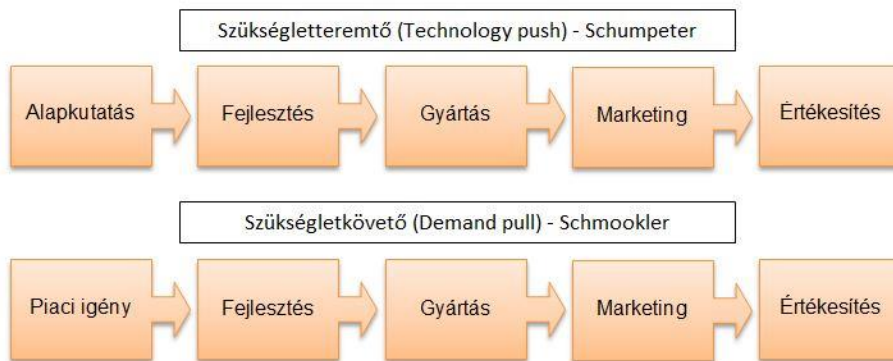 Szükségletteremtő (Technology push) - Schumpeter
Alapkutatás
Fejlesztés
Gyártás
Marketing
Értékesítés
Szükségletkövető (Demand pull) - Schmookler
Piaci igény
Fejlesztés
Gyártás
Marketing
Értékesítés